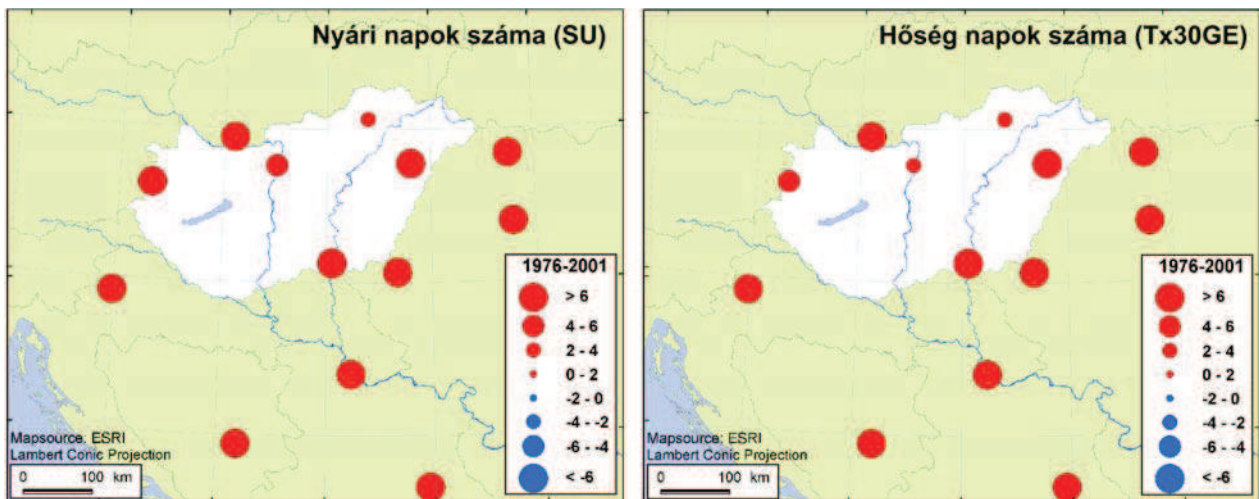 Nyári napok száma (SU)
1976-2001
> 6
4 - 6
2 - 4
0 - 2
-2 - 0
-4 - -2
-6 - -4
< -6
Mapsource: ESRI
Lambert Conic Projection
0 100 km
Hőség napok száma (Tx30GE)
1976-2001
> 6
4 - 6
2 - 4
0 - 2
-2 - 0
-4 - -2
-6 - -4
< -6
Mapsource: ESRI
Lambert Conic Projection
0 100 km